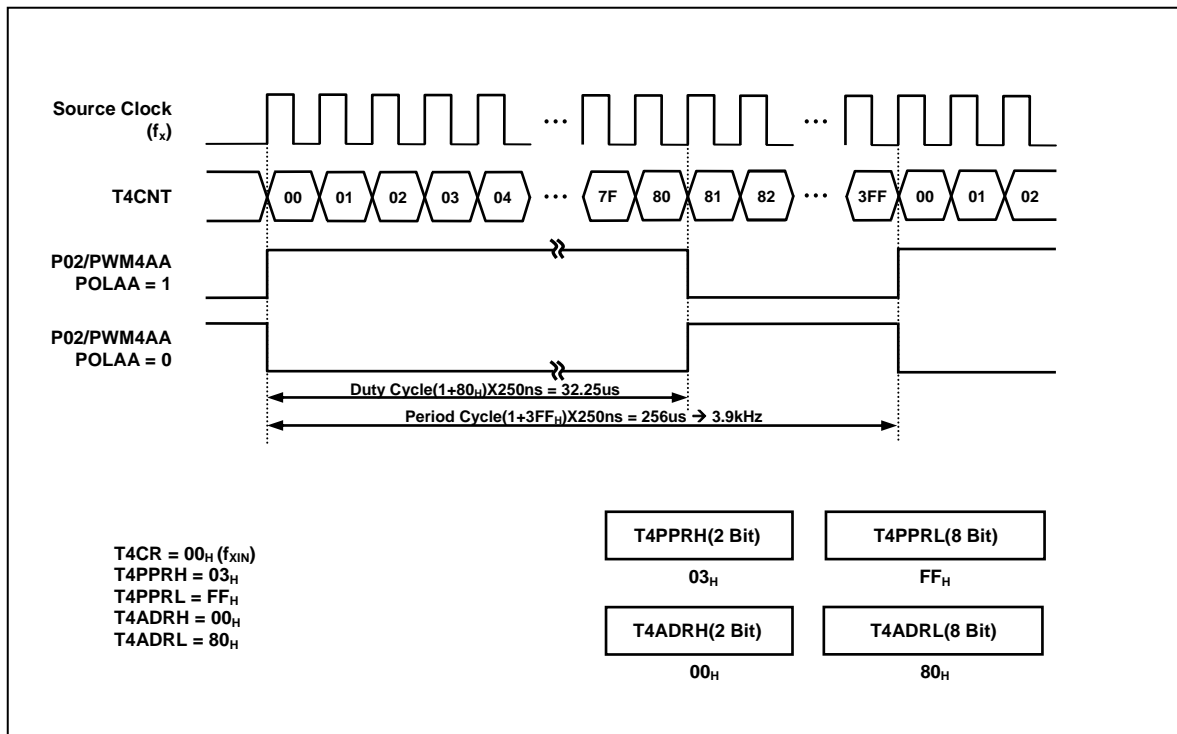 Source Clock
(fx)
T4CNT
00 01 02 03 04 ... 7F 80 81 82 ... 3FF 00 01 02
P02/PWM4AA
POLAA = 1
P02/PWM4AA
POLAA = 0
Duty Cycle(1+80H)X250ns = 32.25us
Period Cycle(1+3FFH)X250ns = 256us → 3.9kHz
T4CR = 00H (fXIN)
T4PPRH = 03H
T4PPRL = FFH
T4ADRH = 00H
T4ADRL = 80H
T4PPRH(2 Bit) T4PPRL(8 Bit)
03H FFH
T4ADRH(2 Bit) T4ADRL(8 Bit)
00H 80H